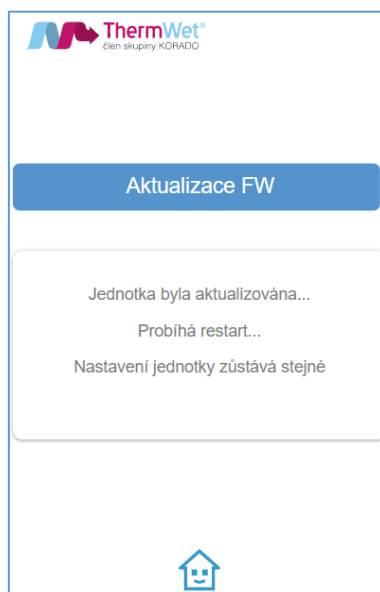 ThermWet®
člen skupiny KORADO
Aktualizace FW
Jednotka byla aktualizována...
Probíhá restart...
Nastavení jednotky zůstává stejné